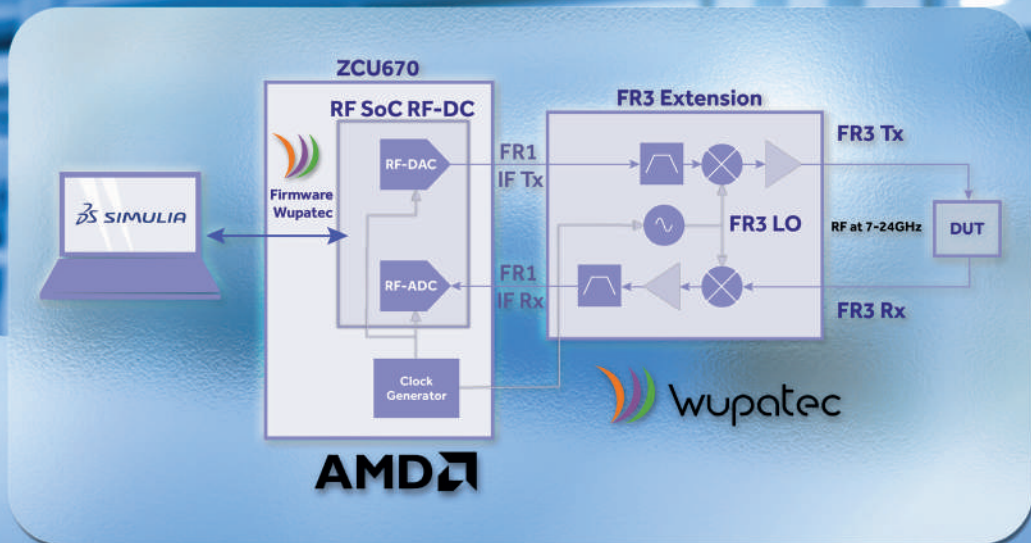 ZCU670
RF SoC RF-DC
FR3 Extension
Firmware
Wupatec
RF-DAC
FR1
IF Tx
FR3 Tx
3S SIMULIA
FR3 LO
RF at 7-24GHz
DUT
RF-ADC
FR1
IF Rx
FR3 Rx
Clock
Generator
wupatec
AMD